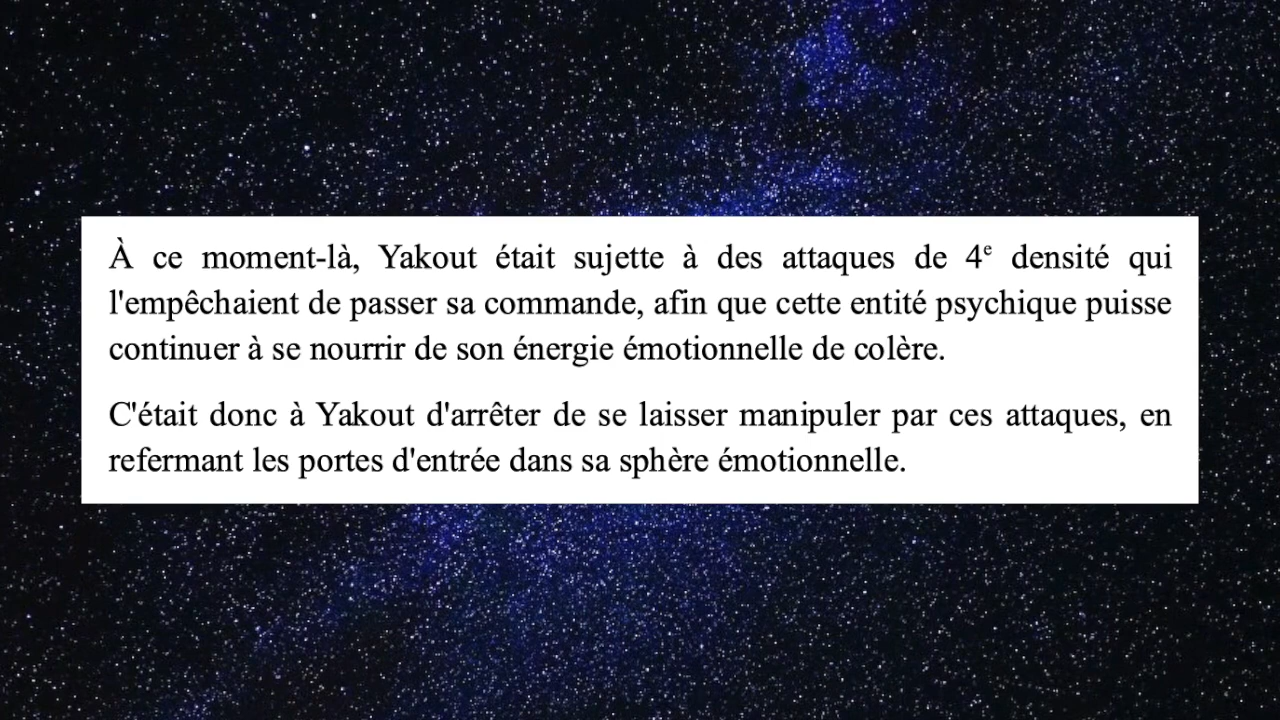 À ce moment-là, Yakout était sujette à des attaques de 4ᵉ densité qui
l'empêchaient de passer sa commande, afin que cette entité psychique puisse
continuer à se nourrir de son énergie émotionnelle de colère.
C'était donc à Yakout d'arrêter de se laisser manipuler par ces attaques, en
refermant les portes d'entrée dans sa sphère émotionnelle.